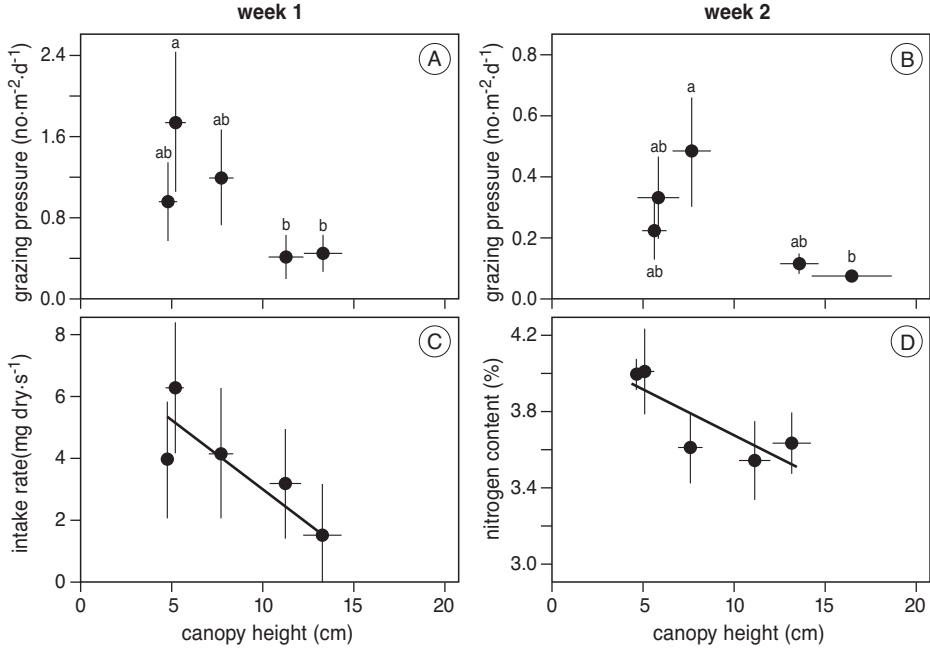 week 1
week 2
grazing pressure (no·m⁻²·d⁻¹)
2.4
1.6
0.8
0.0
a
ab
ab
b
b
A
grazing pressure (no·m⁻²·d⁻¹)
0.8
0.6
0.4
0.2
0.0
a
ab
ab
ab
b
B
intake rate(mg dry·s⁻¹)
8
6
4
2
0
C
0
5
10
15
20
canopy height (cm)
nitrogen content (%)
4.2
3.8
3.4
3.0
D
0
5
10
15
20
canopy height (cm)